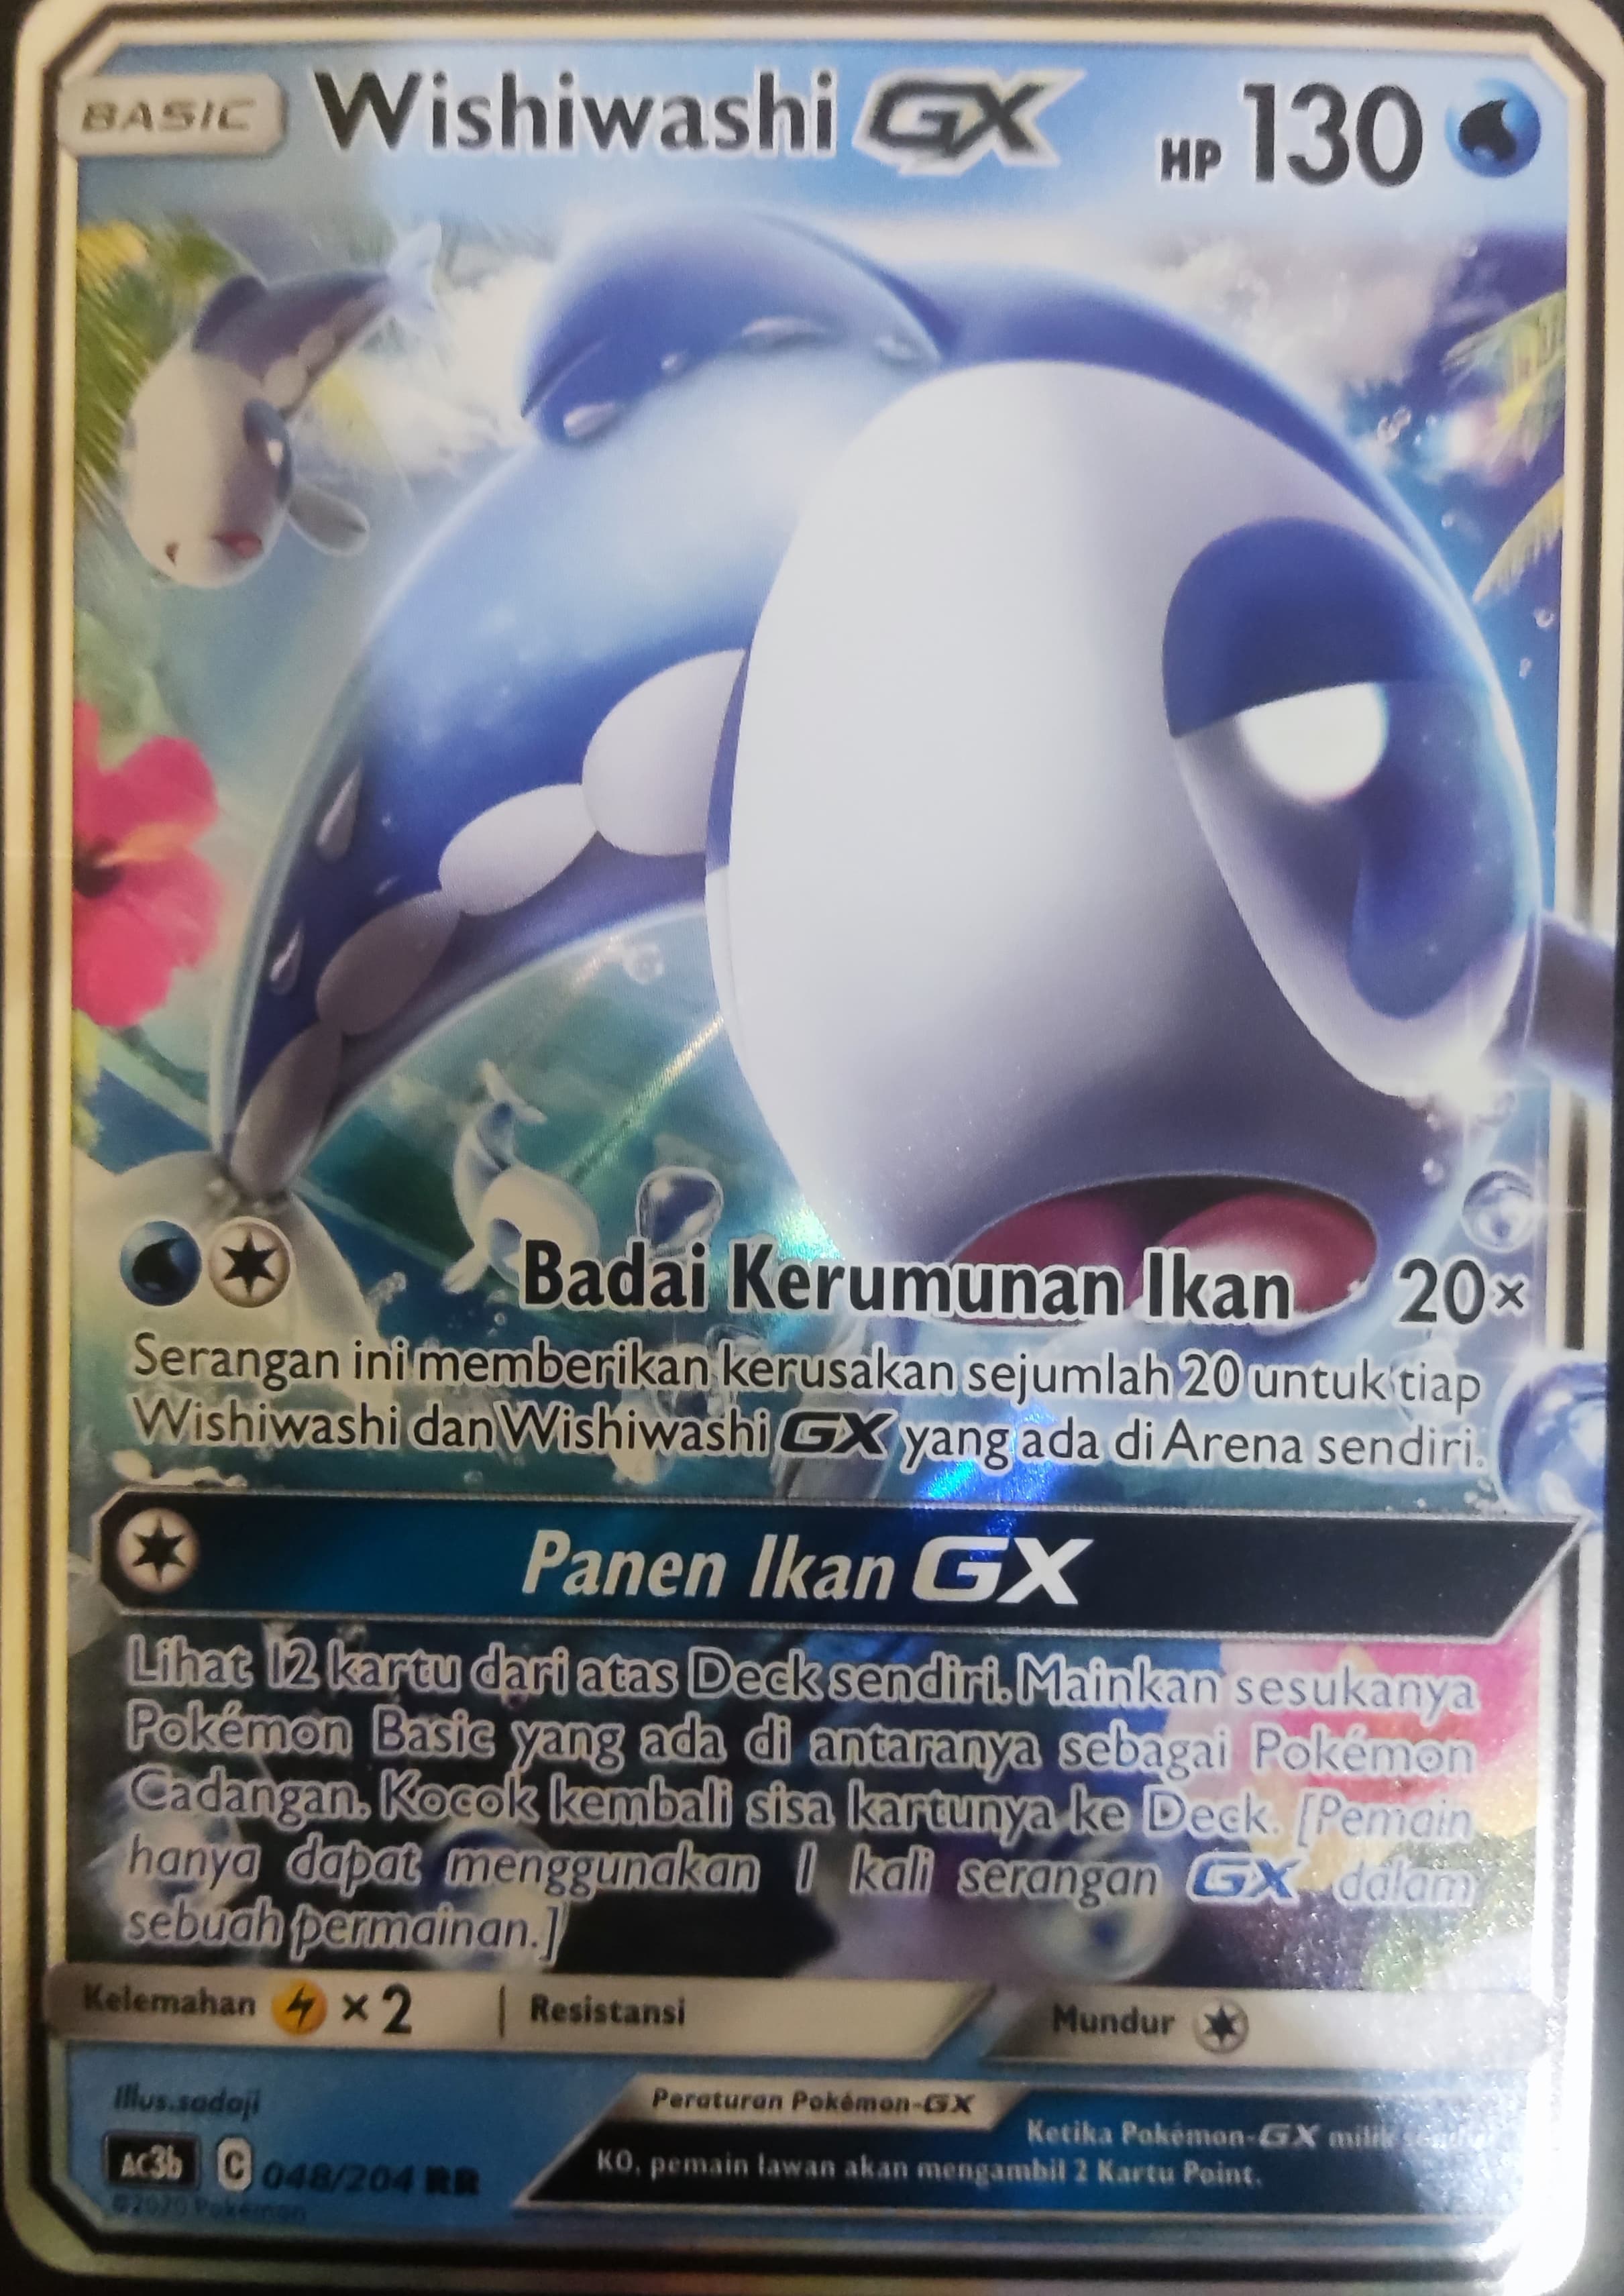 BASIC Wishiwashi GX HP 130
Badai Kerumunan Ikan 20×
Serangan ini memberikan kerusakan sejumlah 20 untuk tiap
Wishiwashi dan Wishiwashi GX yang ada di Arena sendiri.
Panen Ikan GX
Lihat 12 kartu dari atas Deck sendiri. Mainkan sesukanya
Pokémon Basic yang ada di antaranya sebagai Pokémon
Cadangan. Kocok kembali sisa kartunya ke Deck. [Pemain
hanya dapat menggunakan 1 kali serangan GX dalam
sebuah permainan.]
Kelemahan ×2 | Resistansi Mundur
Illus. sadaji
Peraturan Pokémon-GX
Ketika Pokémon-GX milik
KO, pemain lawan akan mengambil 2 Kartu Point.
AC3b C 048/204 RR
©2020 Pokémon